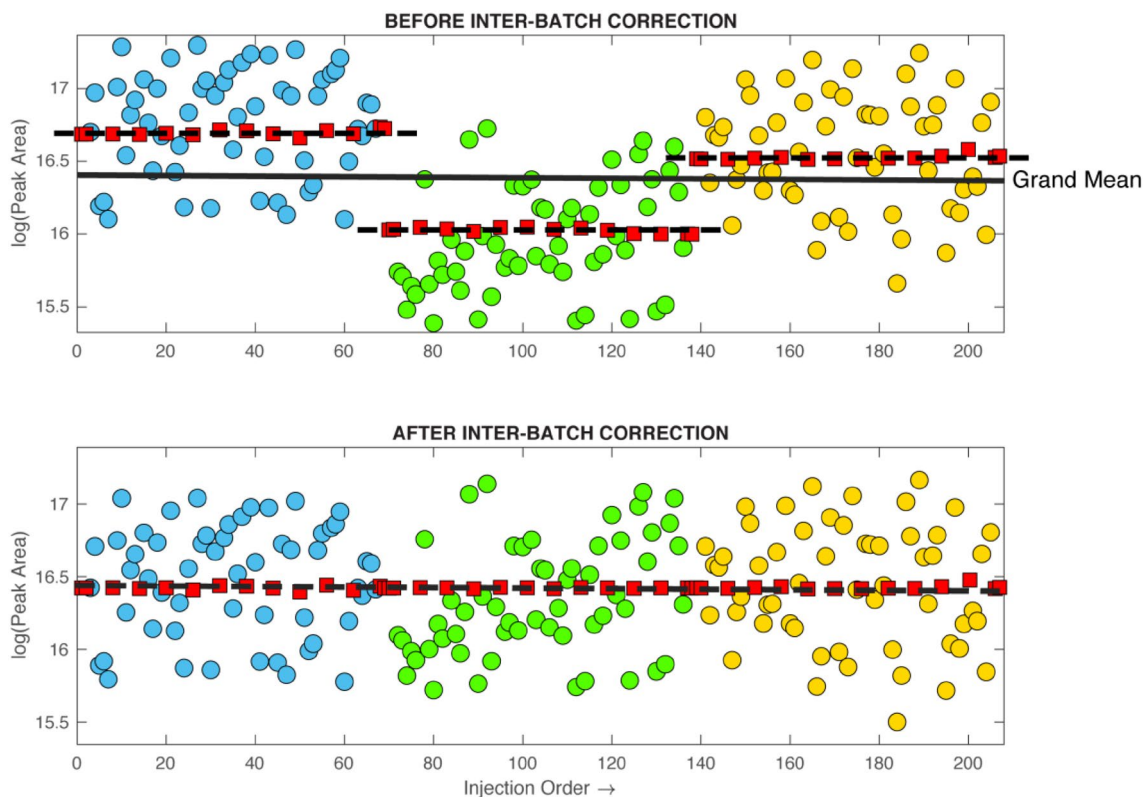 BEFORE INTER-BATCH CORRECTION
log(Peak Area)
17
16.5
16
15.5
Grand Mean
0 20 40 60 80 100 120 140 160 180 200
AFTER INTER-BATCH CORRECTION
log(Peak Area)
17
16.5
16
15.5
0 20 40 60 80 100 120 140 160 180 200
Injection Order →